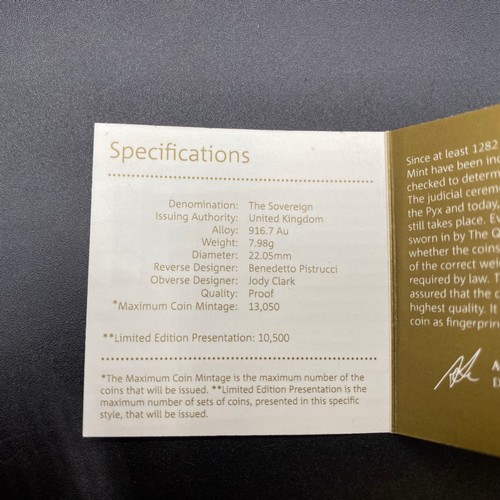 Specifications
Denomination: The Sovereign
Issuing Authority: United Kingdom
Alloy: 916.7 Au
Weight: 7.98g
Diameter: 22.05mm
Reverse Designer: Benedetto Pistrucci
Obverse Designer: Jody Clark
Quality: Proof
*Maximum Coin Mintage: 13,050
**Limited Edition Presentation: 10,500
*The Maximum Coin Mintage is the maximum number of the
coins that will be issued. **Limited Edition Presentation is the
maximum number of sets of coins, presented in this specific
style, that will be issued.
Since at least 1282
Mint have been in
checked to determ
The judicial cerem
the Pyx and today,
still takes place. E
sworn in by The Q
whether the coins
of the correct wei
required by law. T
assured that the c
highest quality. It
coin as fingerprin